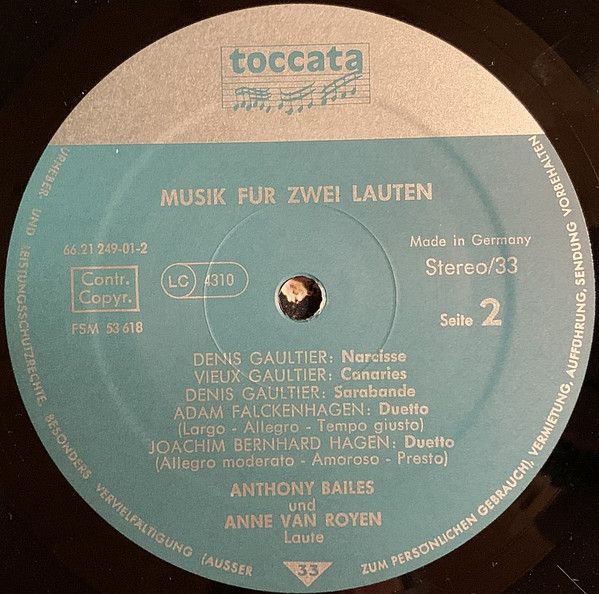 toccata
MUSIK FÜR ZWEI LAUTEN
66.21 249-01-2
Contr.
Copyr.
FSM 53 618
LC 4310
Made in Germany
Stereo/33
Seite 2
DENIS GAULTIER: Narcisse
VIEUX GAULTIER: Canaries
DENIS GAULTIER: Sarabande
ADAM FALCKENHAGEN: Duetto
(Largo - Allegro - Tempo giusto)
JOACHIM BERNHARD HAGEN: Duetto
(Allegro moderato - Amoroso - Presto)
ANTHONY BAILES
und
ANNE VAN ROYEN
Laute
33
URHEBER UND LEISTUNGSSCHUTZRECHTE, BESONDERS VERVIELFÄLTIGUNG (AUSSER ZUM PERSÖNLICHEN GEBRAUCH), VERMIETUNG, AUFFÜHRUNG, SENDUNG VORBEHALTEN